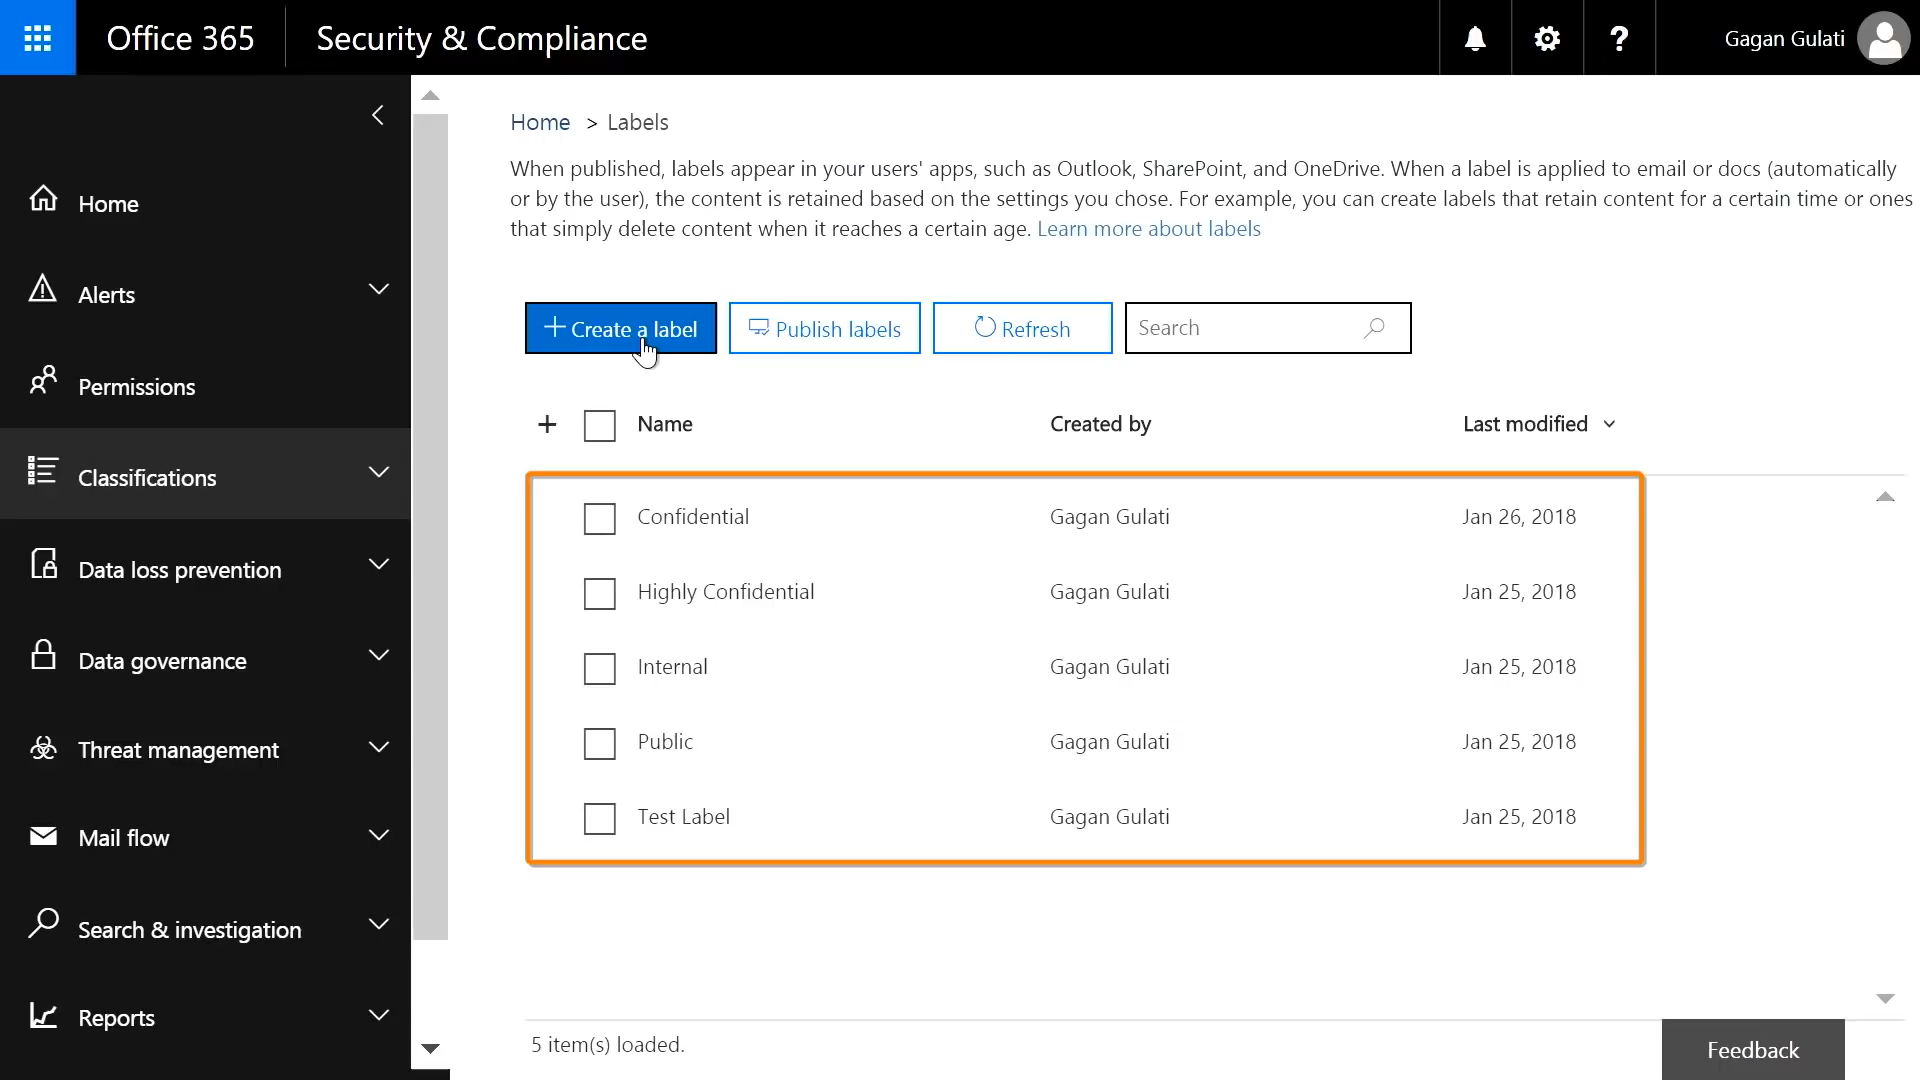 Office 365
Security & Compliance
Gagan Gulati
Home
Alerts
Permissions
Classifications
Data loss prevention
Data governance
Threat management
Mail flow
Search & investigation
Reports
Home > Labels
When published, labels appear in your users' apps, such as Outlook, SharePoint, and OneDrive. When a label is applied to email or docs (automatically
or by the user), the content is retained based on the settings you chose. For example, you can create labels that retain content for a certain time or ones
that simply delete content when it reaches a certain age. Learn more about labels
Create a label
Publish labels
Refresh
Search
Name Created by Last modified
Confidential Gagan Gulati Jan 26, 2018
Highly Confidential Gagan Gulati Jan 25, 2018
Internal Gagan Gulati Jan 25, 2018
Public Gagan Gulati Jan 25, 2018
Test Label Gagan Gulati Jan 25, 2018
5 item(s) loaded.
Feedback